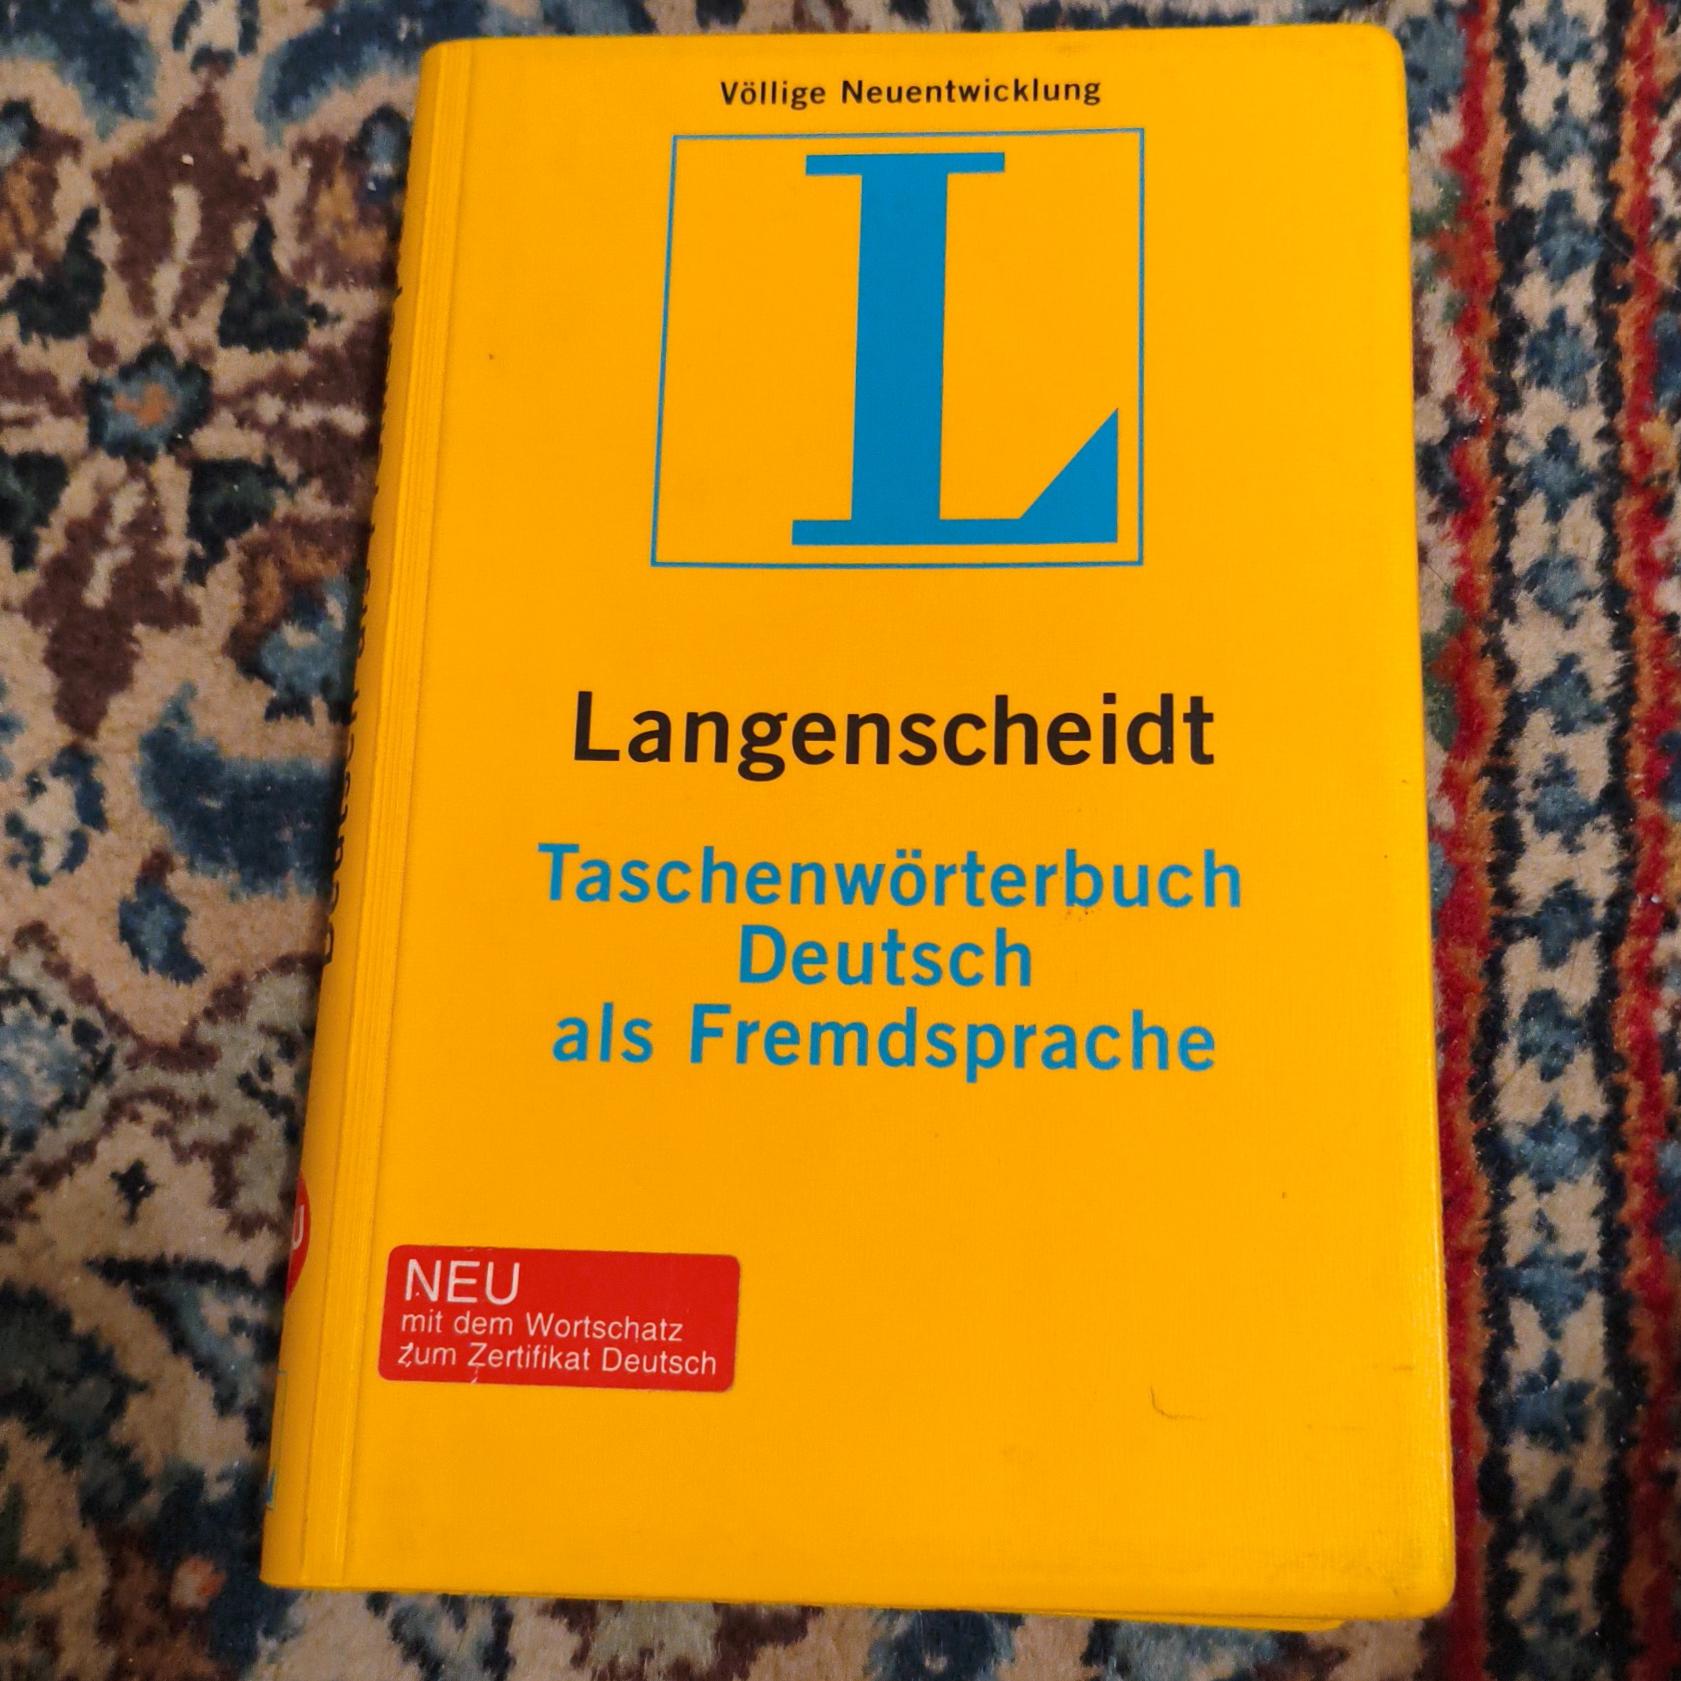 Völlige Neuentwicklung
L
Langenscheidt
Taschenwörterbuch
Deutsch
als Fremdsprache
NEU
mit dem Wortschatz
zum Zertifikat Deutsch